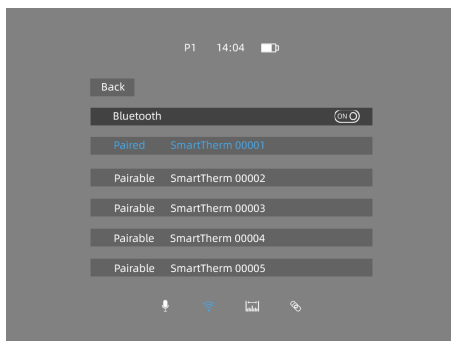 P1 14:04
Back
Bluetooth ON
Paired SmartTherm 00001
Pairable SmartTherm 00002
Pairable SmartTherm 00003
Pairable SmartTherm 00004
Pairable SmartTherm 00005